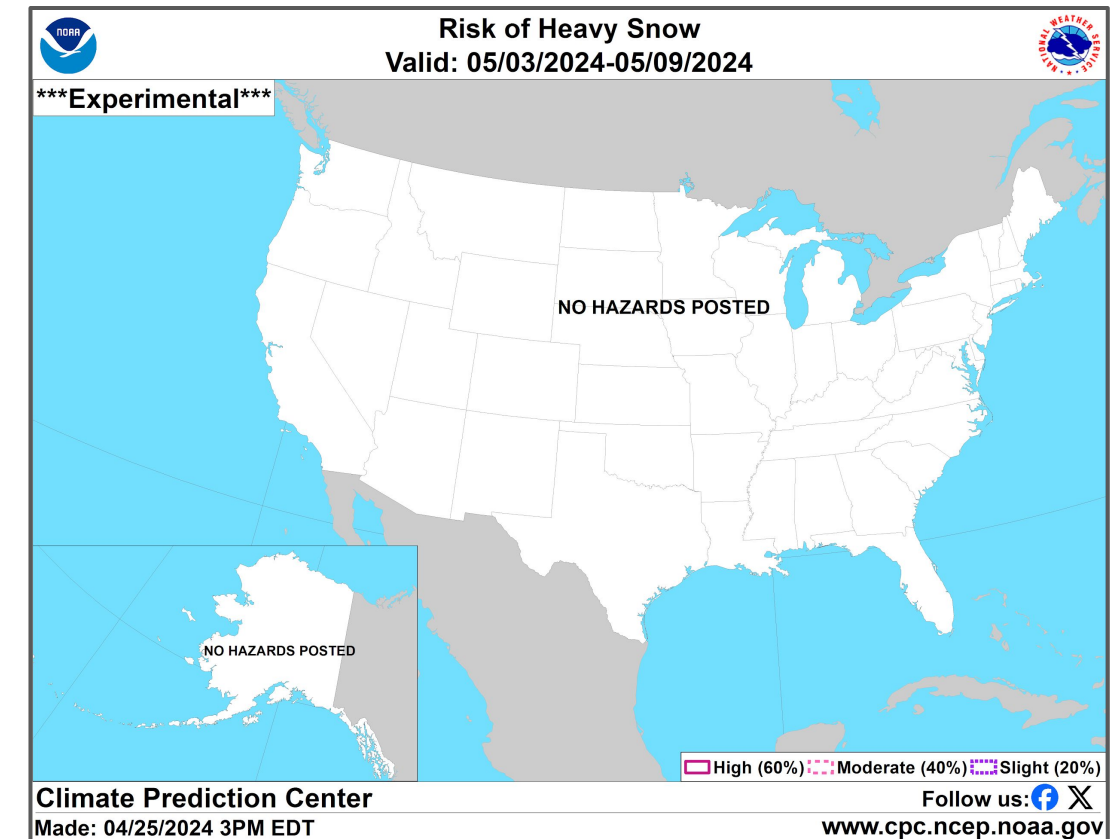 NOAA
Risk of Heavy Snow
Valid: 05/03/2024-05/09/2024
NATIONAL WEATHER SERVICE
***Experimental***
NO HAZARDS POSTED
NO HAZARDS POSTED
High (60%) Moderate (40%) Slight (20%)
Climate Prediction Center
Follow us:
Made: 04/25/2024 3PM EDT
www.cpc.ncep.noaa.gov